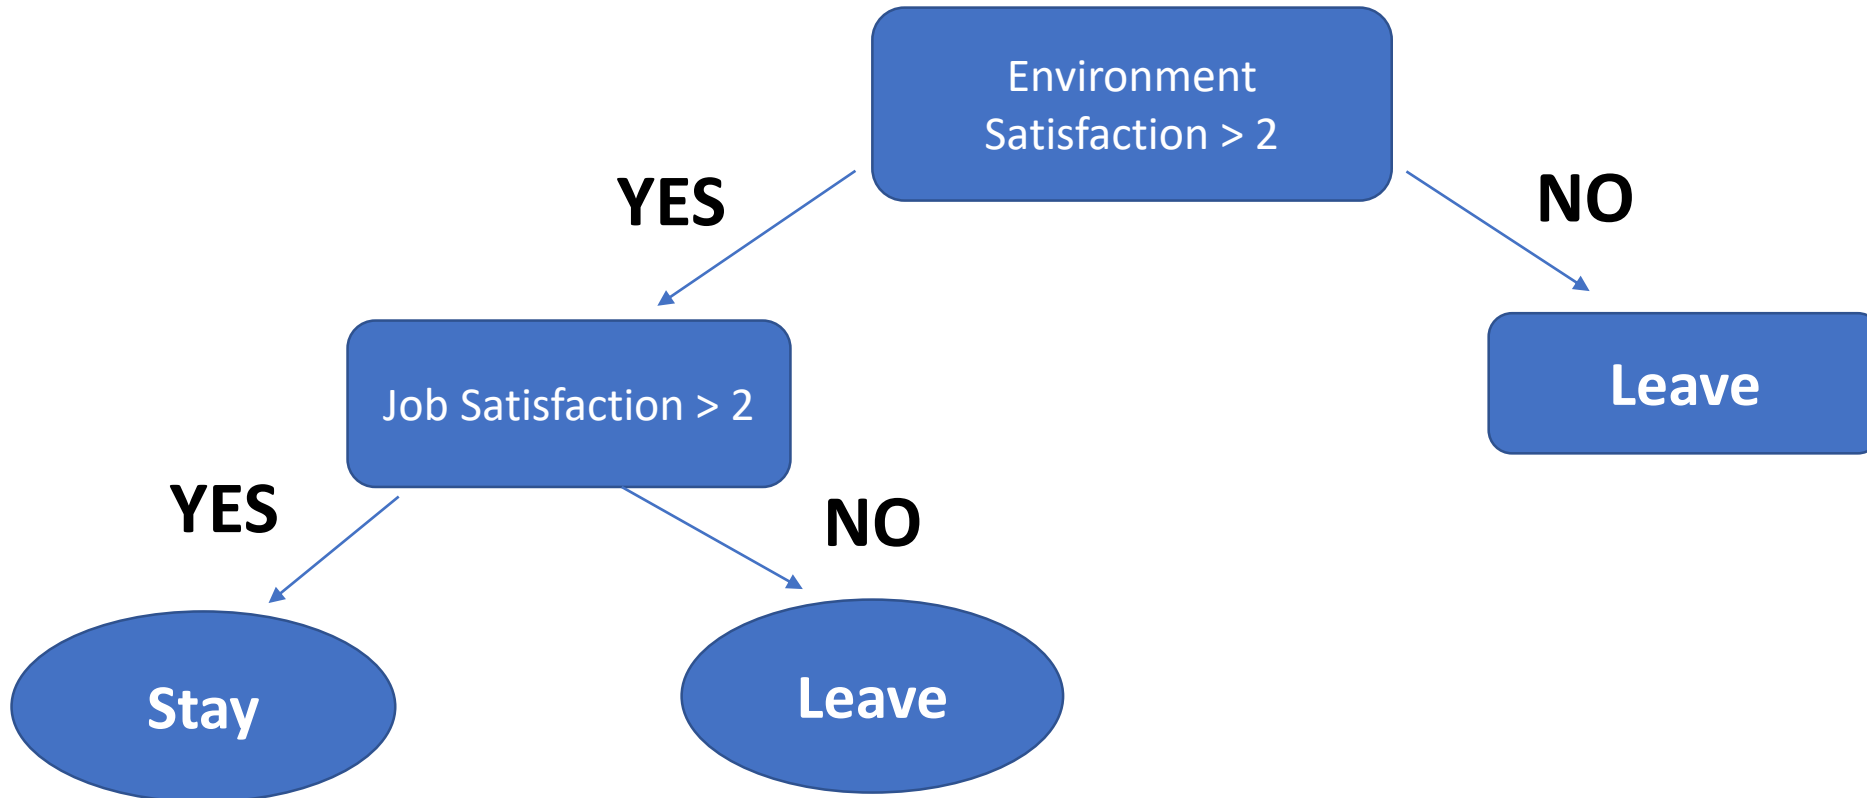 Environment
Satisfaction > 2
YES
NO
Job Satisfaction > 2
Leave
YES
NO
Stay
Leave